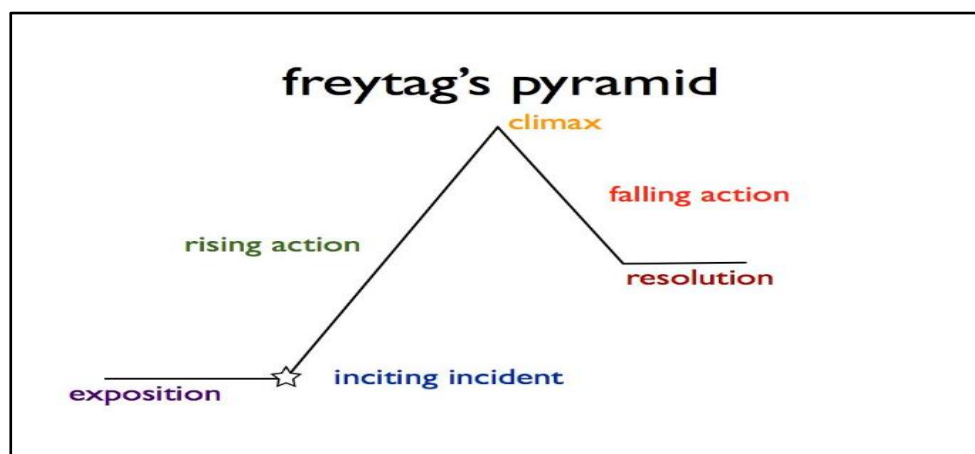 freytag's pyramid
climax
falling action
rising action
resolution
inciting incident
exposition